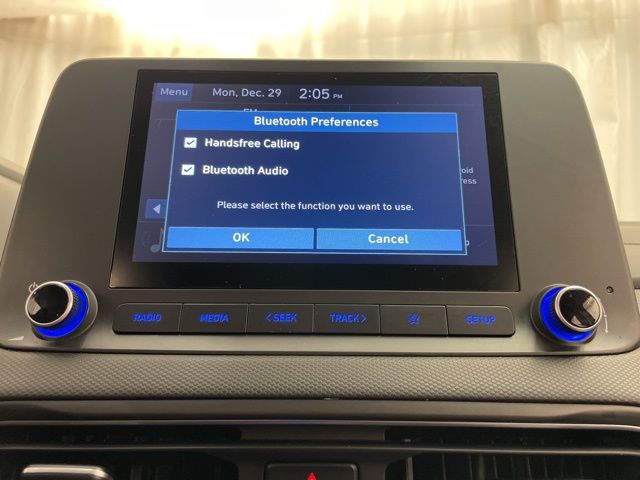 Menu Mon, Dec. 29 2:05 PM
Bluetooth Preferences
Handsfree Calling
Bluetooth Audio
Please select the function you want to use.
OK Cancel
RADIO MEDIA < SEEK TRACK > SETUP